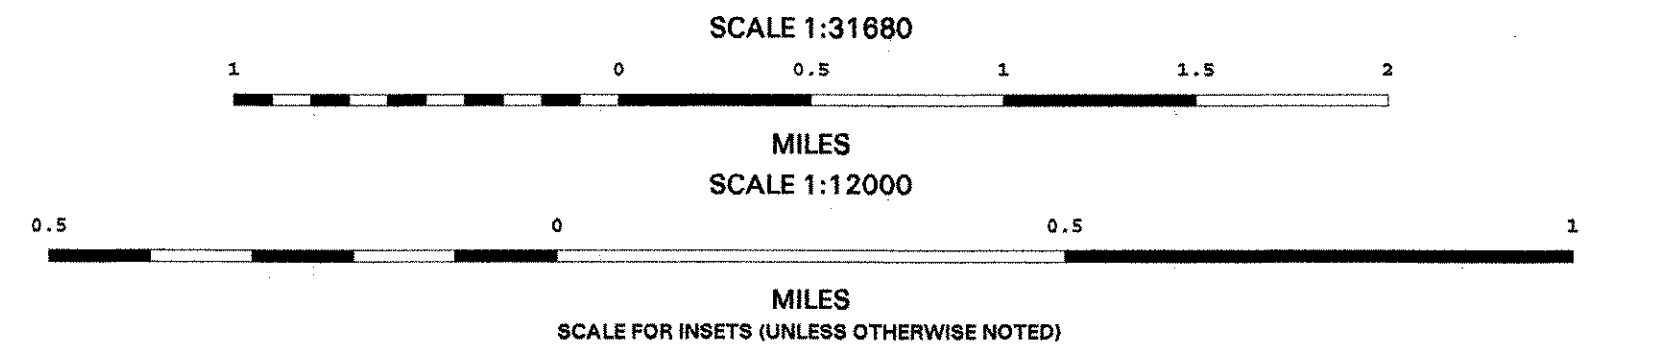 SCALE 1:31680
1 0 0.5 1 1.5 2
MILES
SCALE 1:12000
0.5 0 0.5 1
MILES
SCALE FOR INSETS (UNLESS OTHERWISE NOTED)